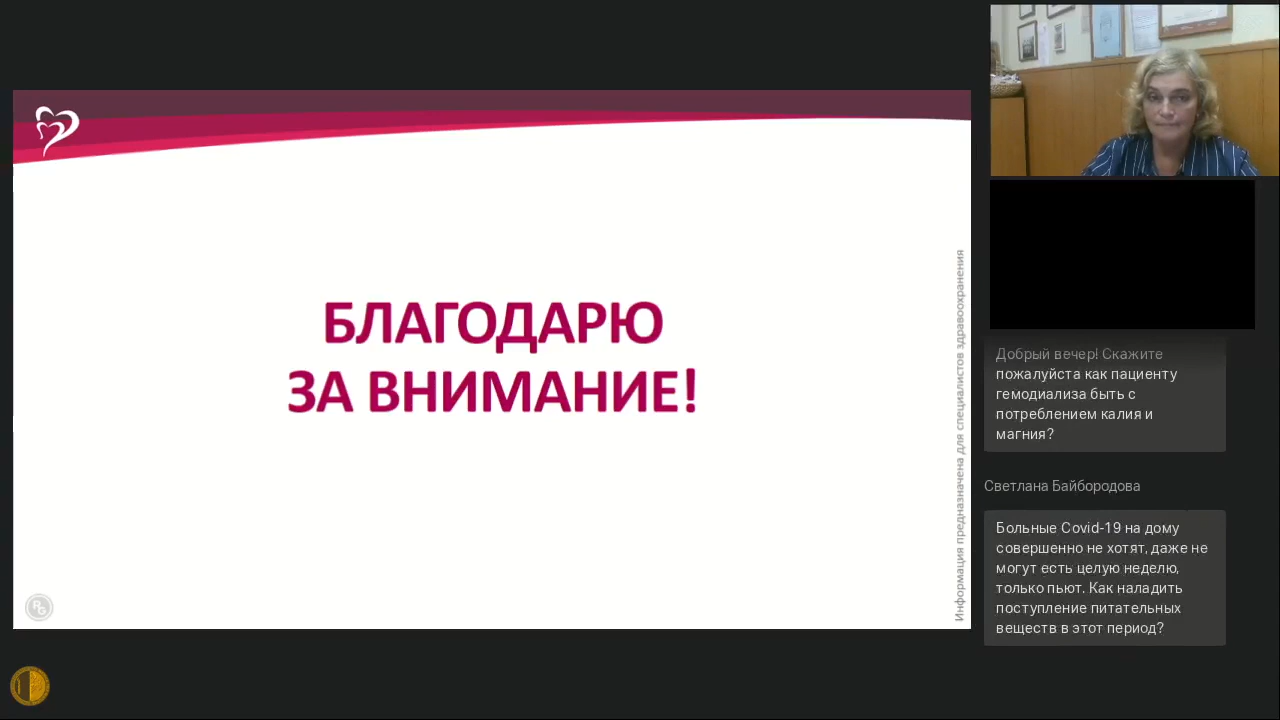 БЛАГОДАРЮ
ЗА ВНИМАНИЕ!
Информация предназначена для специалистов здравоохранения
Добрый вечер! Скажите
пожалуйста как пациенту
гемодиализа быть с
потреблением калия и
магния?
Светлана Байбородова
Больные Covid-19 на дому
совершенно не хотят, даже не
могут есть целую неделю,
только пьют. Как наладить
поступление питательных
веществ в этот период?